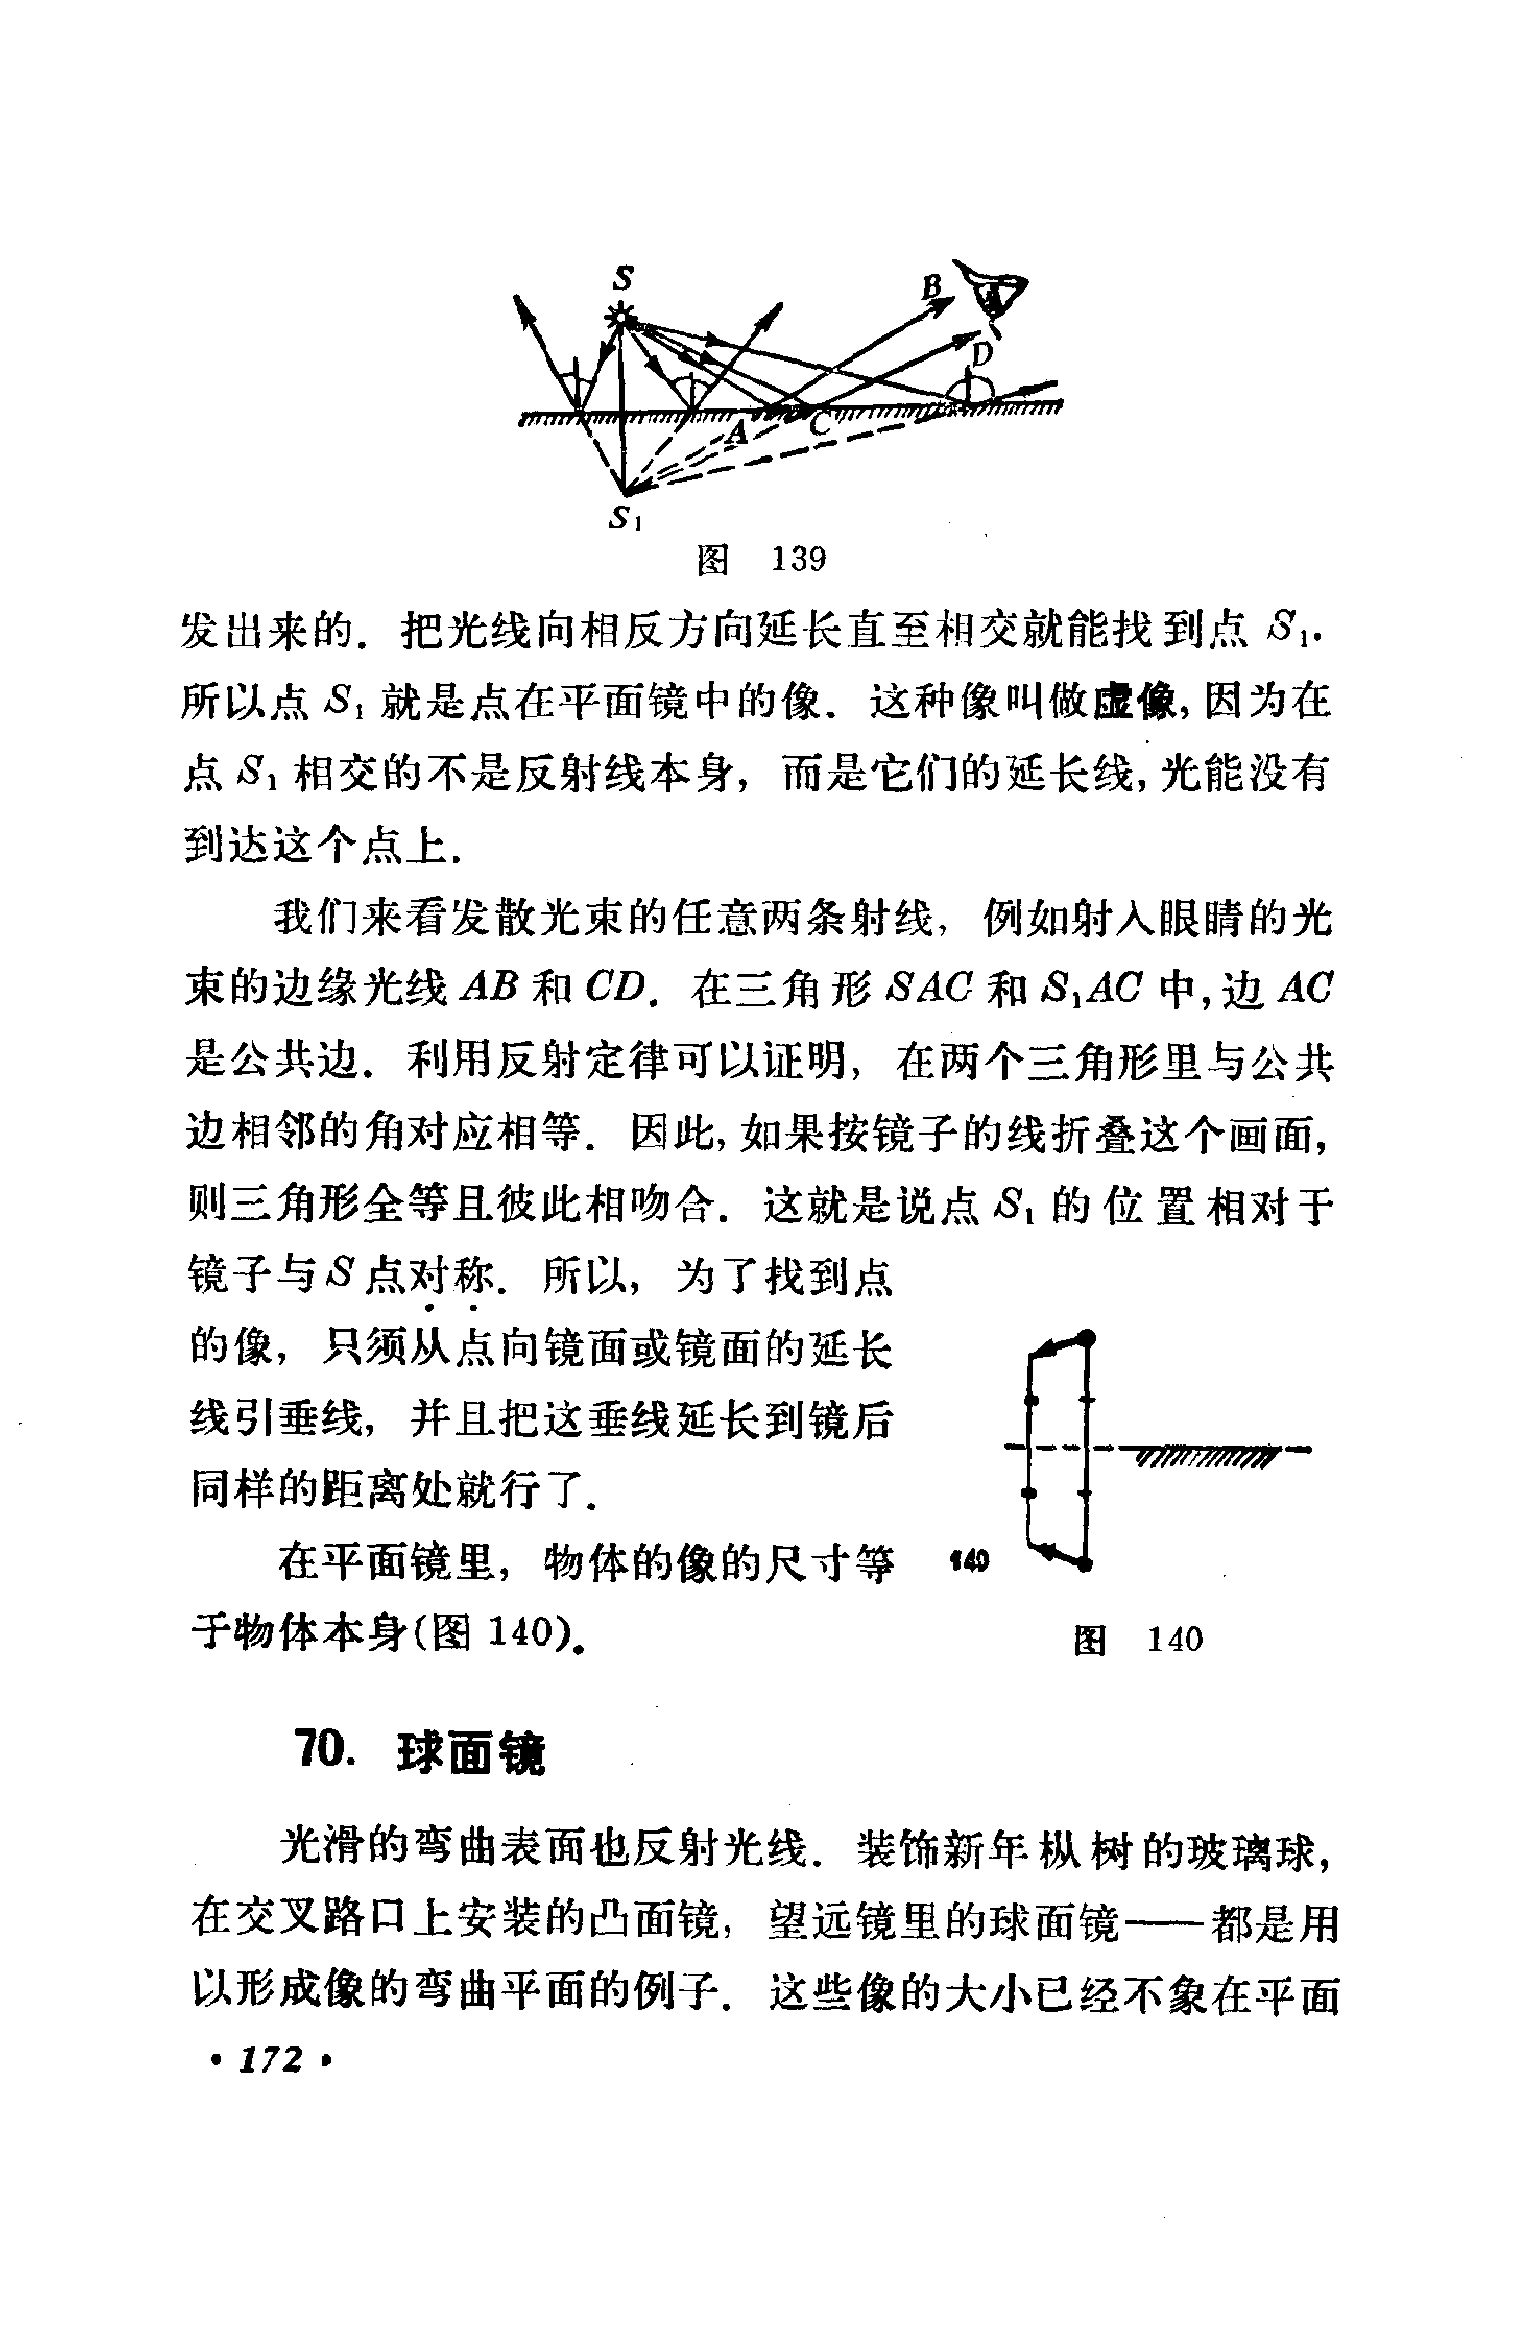 S
B
D
A
C
S₁
图 139
发出来的．把光线向相反方向延长直至相交就能找到点 S₁．
所以点 S₁ 就是点在平面镜中的像．这种像叫做虚像，因为在
点 S₁ 相交的不是反射线本身，而是它们的延长线，光能没有
到达这个点上．
我们来看发散光束的任意两条射线，例如射入眼睛的光
束的边缘光线 AB 和 CD．在三角形 SAC 和 S₁AC 中，边 AC
是公共边．利用反射定律可以证明，在两个三角形里与公共
边相邻的角对应相等．因此，如果按镜子的线折叠这个画面，
则三角形全等且彼此相吻合．这就是说点 S₁ 的位置相对于
镜子与 S 点对称．所以，为了找到点
的像，只须从点向镜面或镜面的延长
线引垂线，并且把这垂线延长到镜后
同样的距离处就行了．
在平面镜里，物体的像的尺寸等
于物体本身(图 140)。
140
图 140
70．球面镜
光滑的弯曲表面也反射光线．装饰新年枞树的玻璃球，
在交叉路口上安装的凸面镜，望远镜里的球面镜——都是用
以形成像的弯曲平面的例子．这些像的大小已经不象在平面
·172·